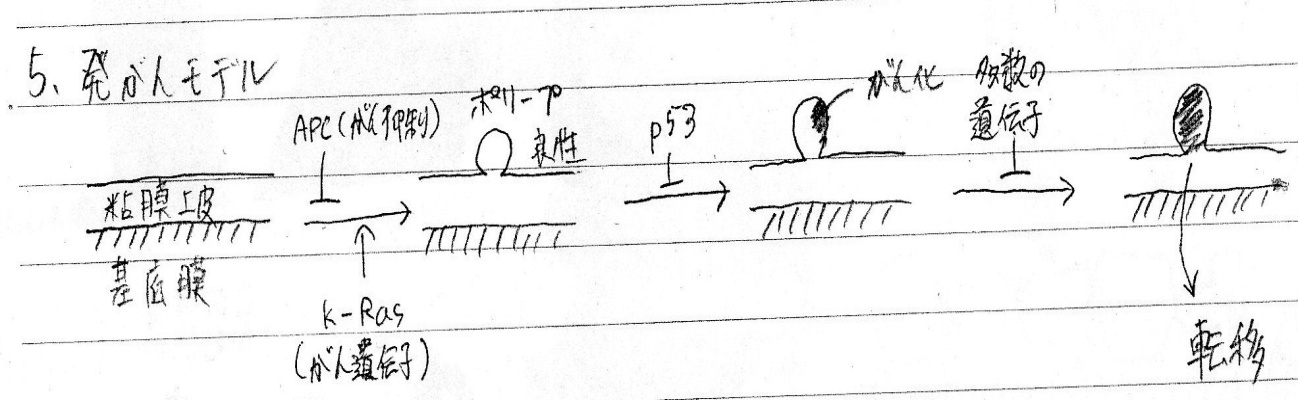 5、発がんモデル
APC(がん抑制)
ポリープ
良性
p53
がん化
多数の
遺伝子
粘膜上皮
基底膜
K-Ras
(がん遺伝子)
転移